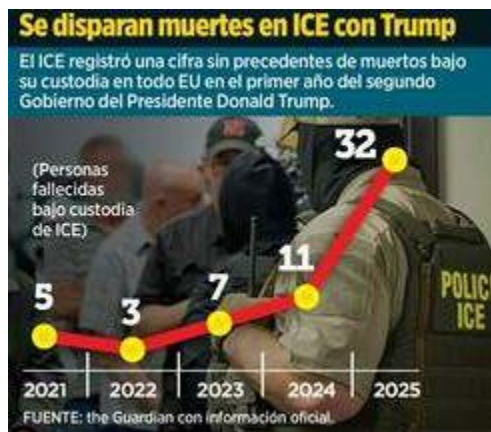 Se disparan muertes en ICE con Trump
El ICE registró una cifra sin precedentes de muertos bajo
su custodia en todo EU en el primer año del segundo
Gobierno del Presidente Donald Trump.
(Personas
fallecidas
bajo custodia
de ICE)
5
3
7
11
32
POLIC
ICE
2021
2022
2023
2024
2025
FUENTE: the Guardian con información oficial.